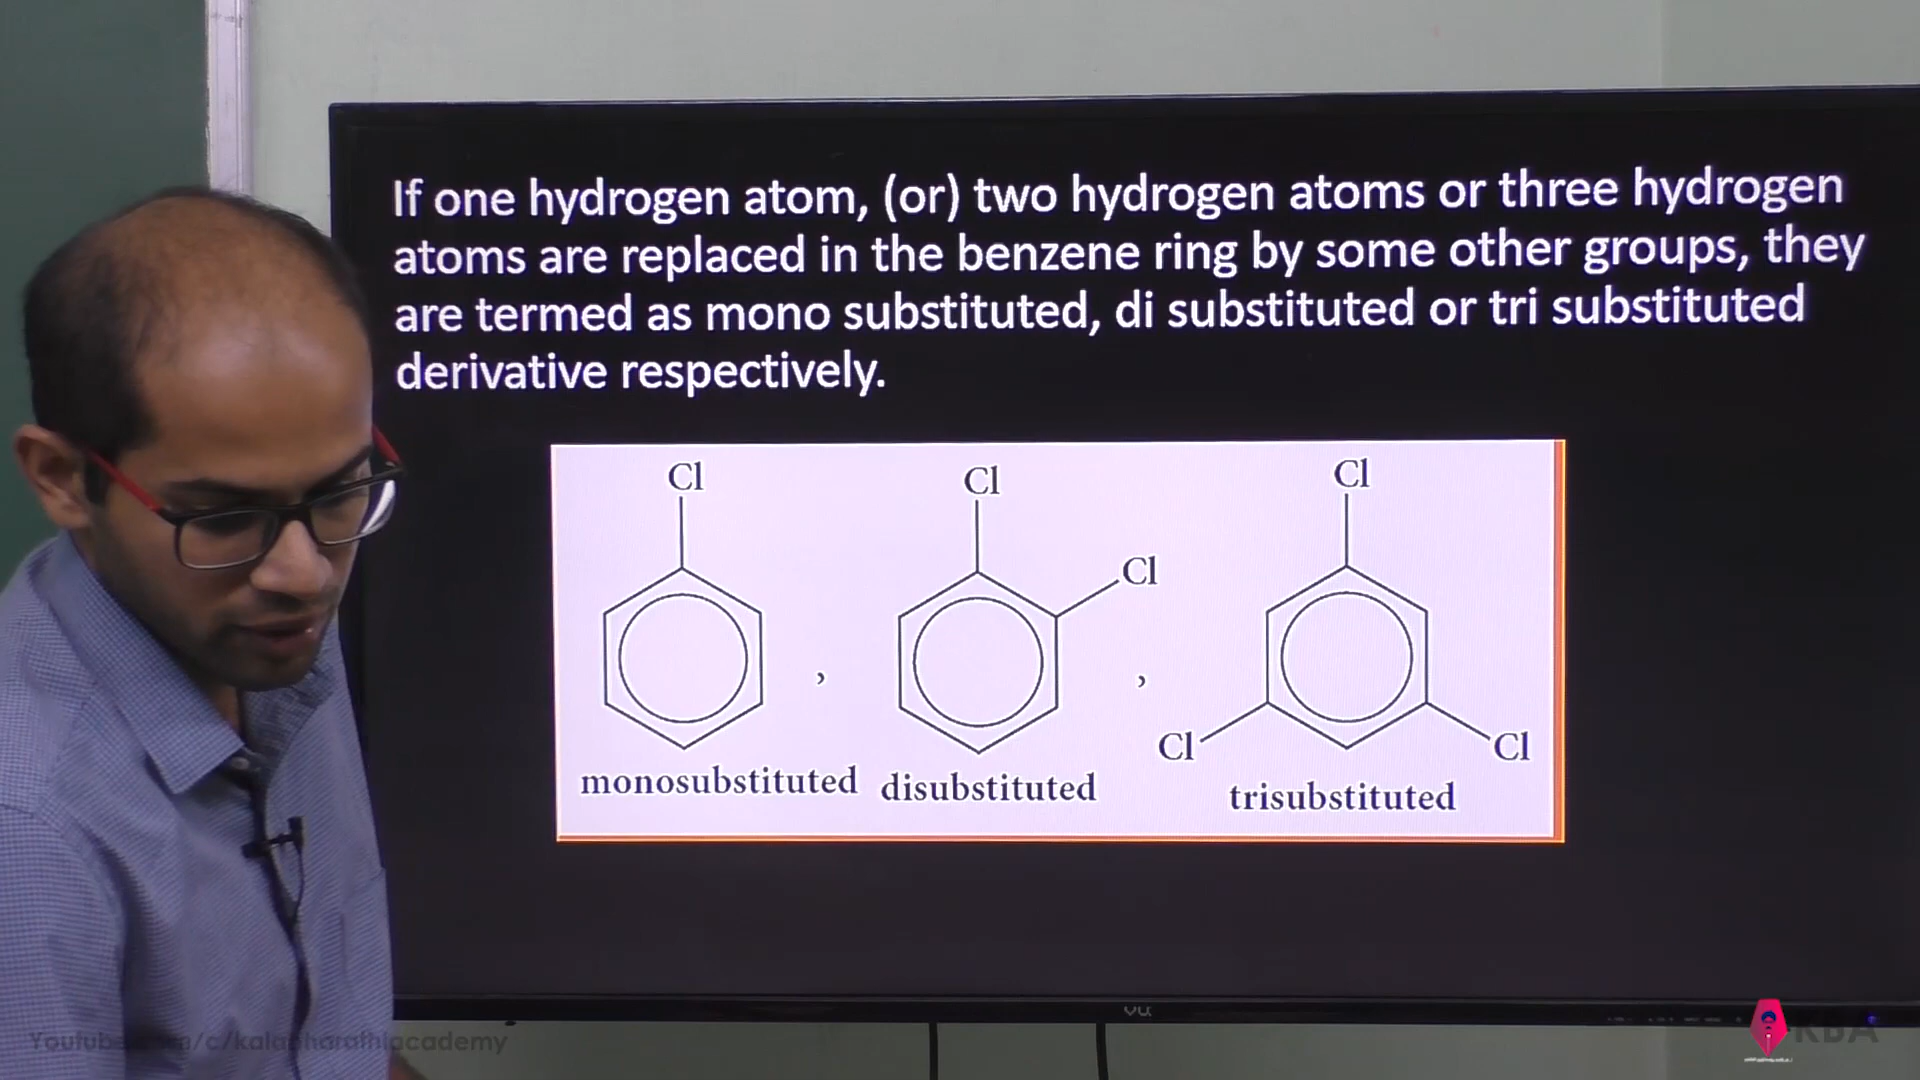 If one hydrogen atom, (or) two hydrogen atoms or three hydrogen
atoms are replaced in the benzene ring by some other groups, they
are termed as mono substituted, di substituted or tri substituted
derivative respectively.
Cl
Cl
Cl
Cl
,
,
Cl
Cl
monosubstituted
disubstituted
trisubstituted
VU
KBA